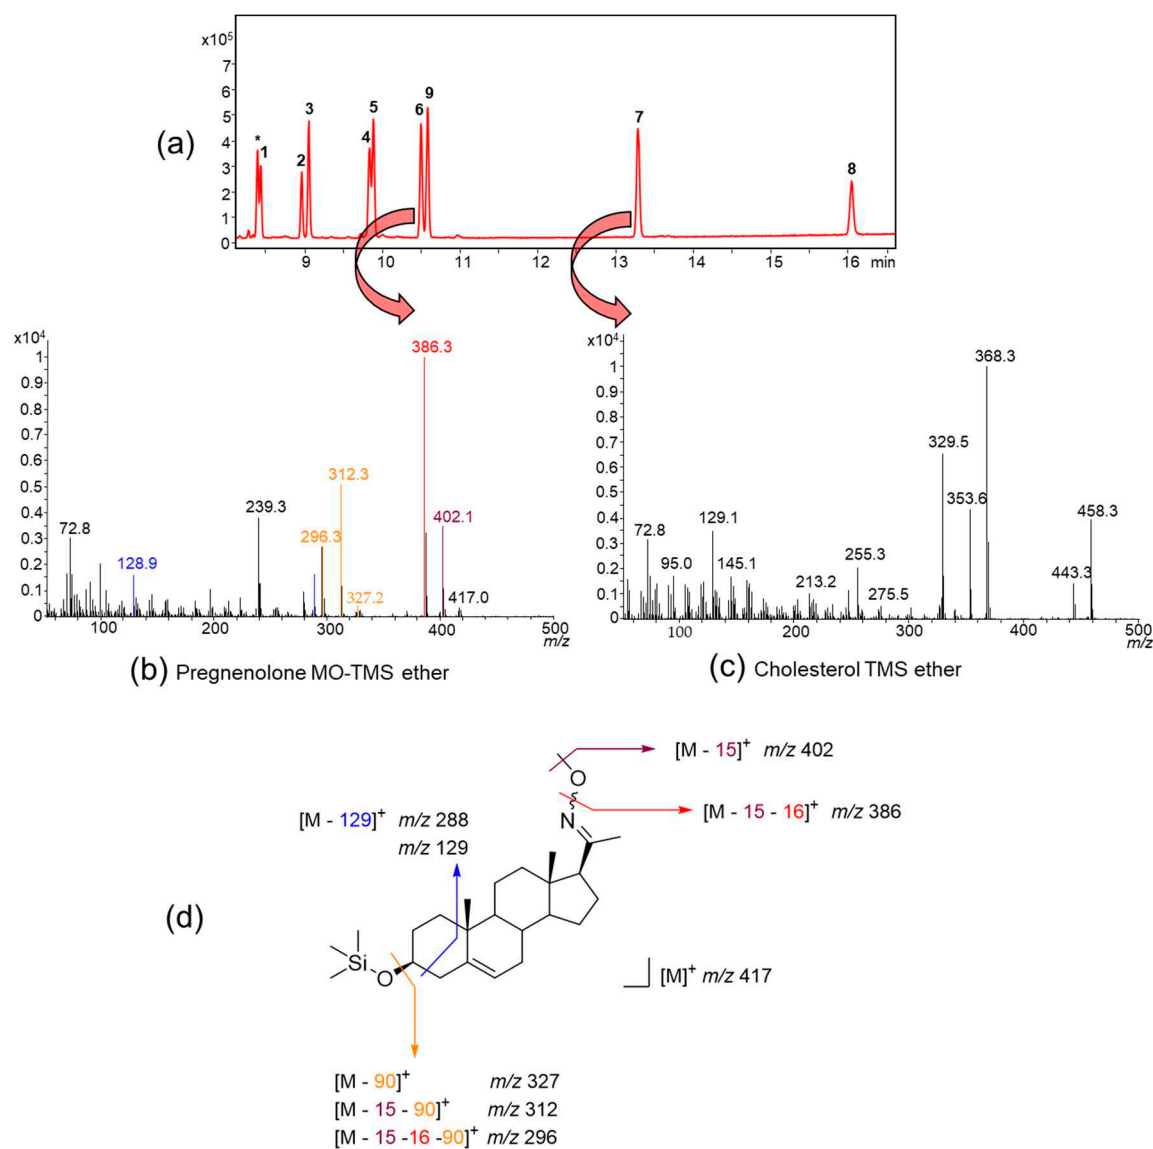 (a)
x10⁵
7
6
5
4
3
2
1
0
* 1 2 3 4 5 6 9 7 8
9 10 11 12 13 14 15 16 min
x10⁴
1
0.9
0.8
0.7
0.6
0.5
0.4
0.3
0.2
0.1
0
386.3
312.3
239.3
402.1
72.8
296.3
128.9
327.2
417.0
100 200 300 400 500
m/z
(b) Pregnenolone MO-TMS ether
x10⁴
1
0.9
0.8
0.7
0.6
0.5
0.4
0.3
0.2
0.1
0
368.3
329.5
353.6
458.3
72.8
129.1
95.0
145.1
255.3
213.2
275.5
443.3
100 200 300 400 500
m/z
(c) Cholesterol TMS ether
(d)
[M - 15]⁺ m/z 402
O
[M - 15 - 16]⁺ m/z 386
N
[M - 129]⁺ m/z 288
m/z 129
Si
O
[M]⁺ m/z 417
[M - 90]⁺ m/z 327
[M - 15 - 90]⁺ m/z 312
[M - 15 -16 -90]⁺ m/z 296